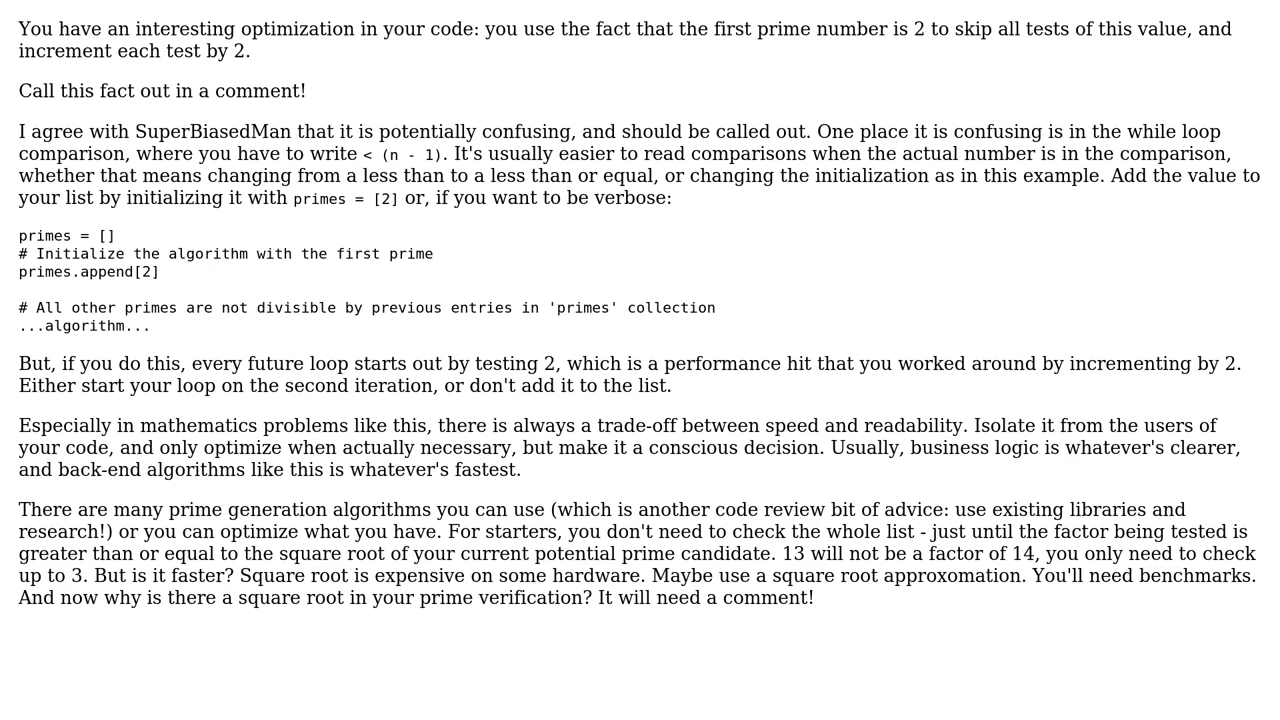 You have an interesting optimization in your code: you use the fact that the first prime number is 2 to skip all tests of this value, and
increment each test by 2.
Call this fact out in a comment!
I agree with SuperBiasedMan that it is potentially confusing, and should be called out. One place it is confusing is in the while loop
comparison, where you have to write < (n - 1). It's usually easier to read comparisons when the actual number is in the comparison,
whether that means changing from a less than to a less than or equal, or changing the initialization as in this example. Add the value to
your list by initializing it with primes = [2] or, if you want to be verbose:
primes = []
# Initialize the algorithm with the first prime
primes.append[2]
# All other primes are not divisible by previous entries in 'primes' collection
...algorithm...
But, if you do this, every future loop starts out by testing 2, which is a performance hit that you worked around by incrementing by 2.
Either start your loop on the second iteration, or don't add it to the list.
Especially in mathematics problems like this, there is always a trade-off between speed and readability. Isolate it from the users of
your code, and only optimize when actually necessary, but make it a conscious decision. Usually, business logic is whatever's clearer,
and back-end algorithms like this is whatever's fastest.
There are many prime generation algorithms you can use (which is another code review bit of advice: use existing libraries and
research!) or you can optimize what you have. For starters, you don't need to check the whole list - just until the factor being tested is
greater than or equal to the square root of your current potential prime candidate. 13 will not be a factor of 14, you only need to check
up to 3. But is it faster? Square root is expensive on some hardware. Maybe use a square root approxomation. You'll need benchmarks.
And now why is there a square root in your prime verification? It will need a comment!